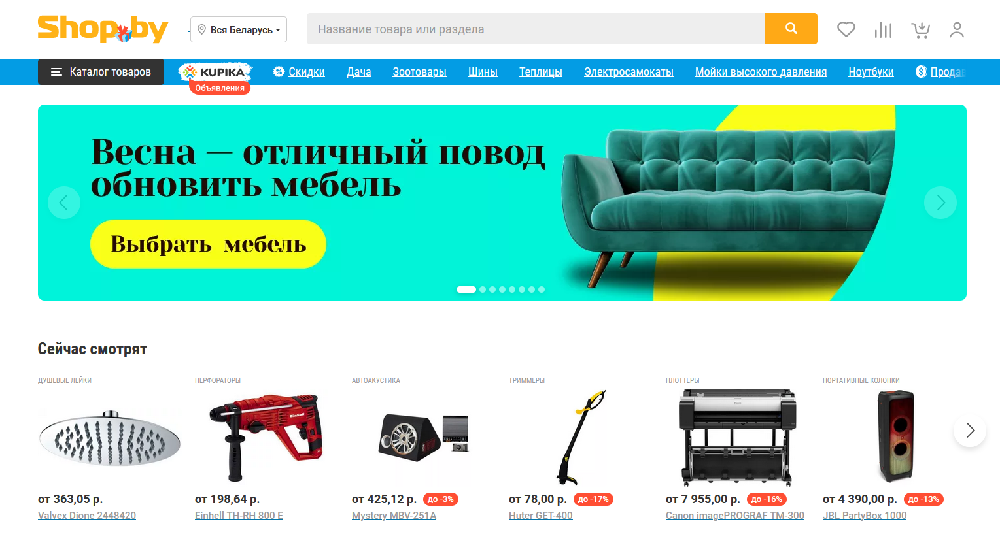 Shop.by
Вся Беларусь
Название товара или раздела
Каталог товаров
KUPIKA
Объявления
Скидки
Дача
Зоотовары
Шины
Теплицы
Электросамокаты
Мойки высокого давления
Ноутбуки
Весна — отличный повод
обновить мебель
Выбрать мебель
Сейчас смотрят
ДУШЕВЫЕ ЛЕЙКИ
от 363,05 р.
Valvex Dione 2448420
ПЕРФОРАТОРЫ
Einhell
от 198,64 р.
Einhell TH-RH 800 E
АВТОАКУСТИКА
от 425,12 р. до -3%
Mystery MBV-251A
ТРИММЕРЫ
от 78,00 р. до -17%
Huter GET-400
ПЛОТТЕРЫ
от 7 955,00 р. до -16%
Canon imagePROGRAF TM-300
ПОРТАТИВНЫЕ КОЛОНКИ
от 4 390,00 р. до -13%
JBL PartyBox 1000